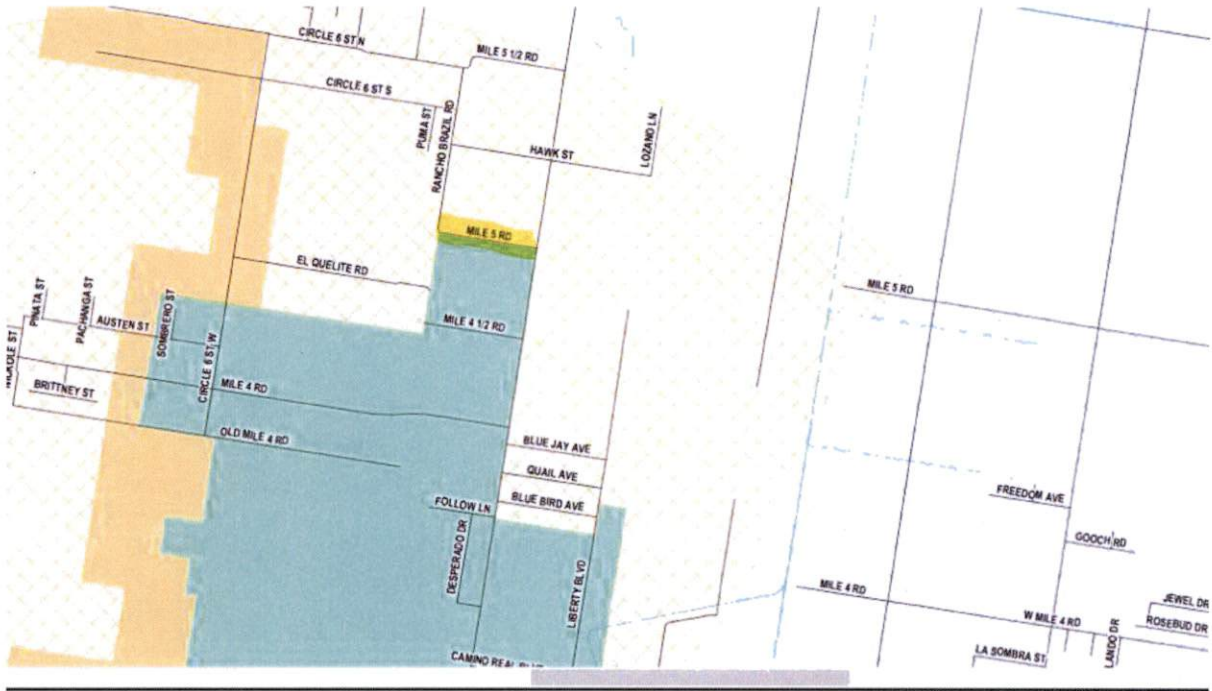 CIRCLE 6 ST N
MILE 5 1/2 RD
CIRCLE 6 ST S
PUMA ST
RANCHO BRAZIL RD
HAWK ST
LOZANO LN
MILE 5 RD
EL QUELITE RD
MILE 5 RD
PINATA ST
PACHANGA ST
AUSTEN ST
SOMBRERO ST
MILE 4 1/2 RD
CIRCLE 6 ST W
BRITTNEY ST
MILE 4 RD
OLD MILE 4 RD
BLUE JAY AVE
QUAIL AVE
BLUE BIRD AVE
FOLLOW LN
DESPERADO DR
LIBERTY BLVD
FREEDOM AVE
GOOCH RD
MILE 4 RD
W MILE 4 RD
JEWEL DR
ROSEBUD DR
LANDO DR
LA SOMBRA ST
CAMINO REAL BLVD